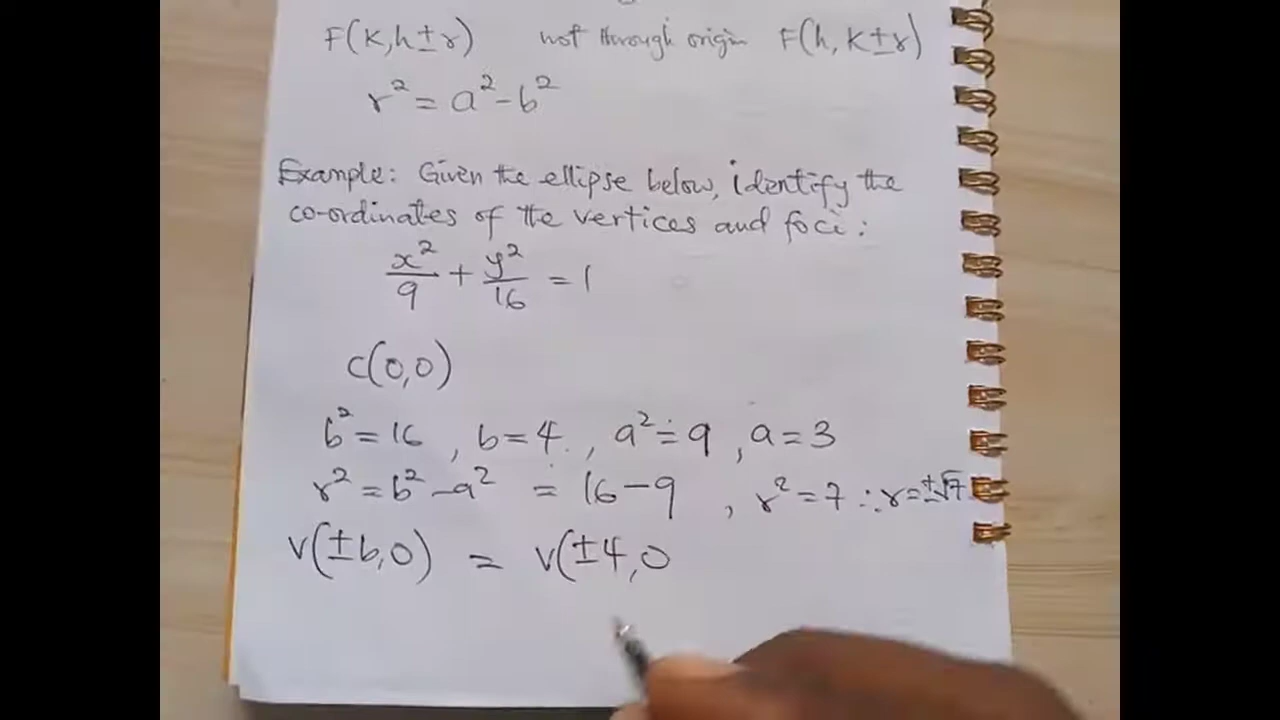 F(K,h±r) not through origin F(h,k±r)
r² = a² - b²
Example: Given the ellipse below, identify the
co-ordinates of the vertices and foci:
x²/9 + y²/16 = 1
C(0,0)
b² = 16, b = 4., a² = 9, a = 3
r² = b² - a² = 16 - 9, r² = 7 ∴ r = ±√7
V(±b,0) = V(±4,0